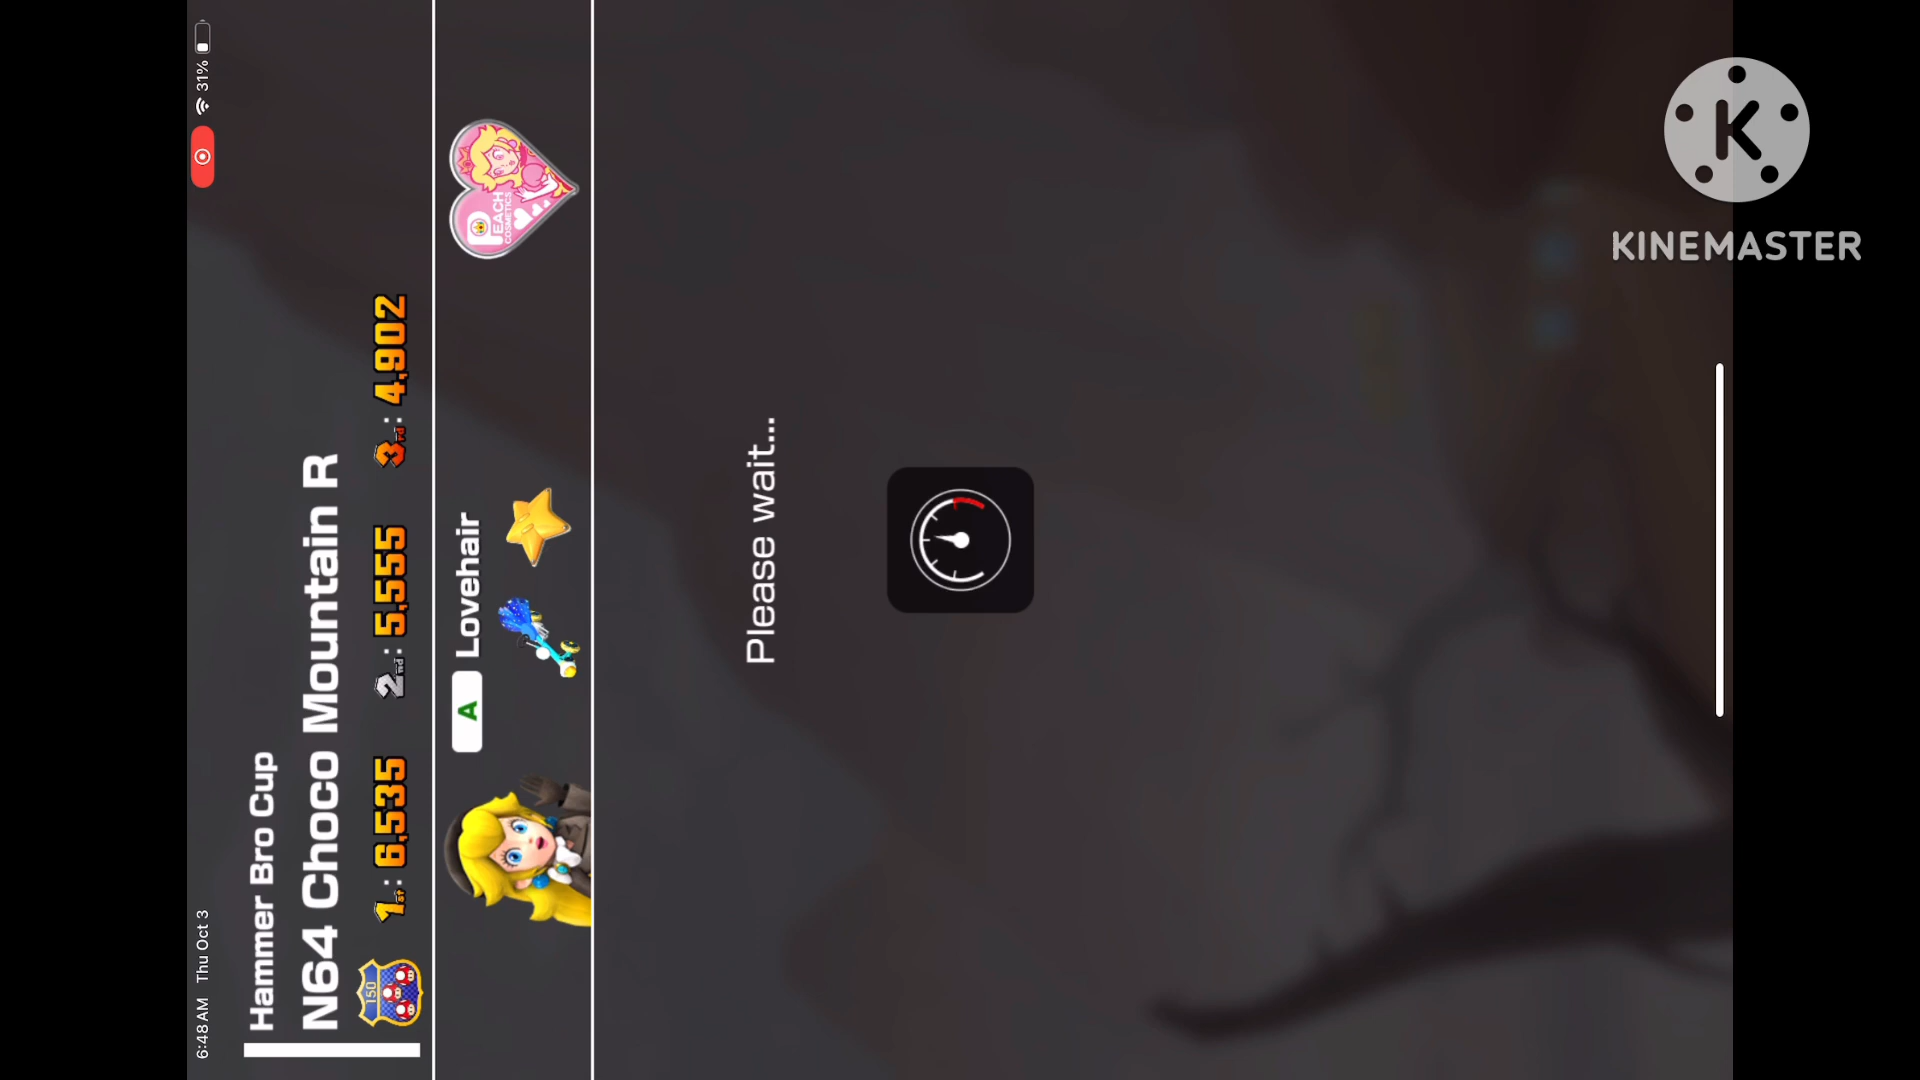 6:48 AM Thu Oct 3
31%
Hammer Bro Cup
N64 Choco Mountain R
150
1st: 6,535 2nd: 5,555 3rd: 4,902
A Lovehair
PEACH
COSMETICS
Please wait...
K
KINEMASTER